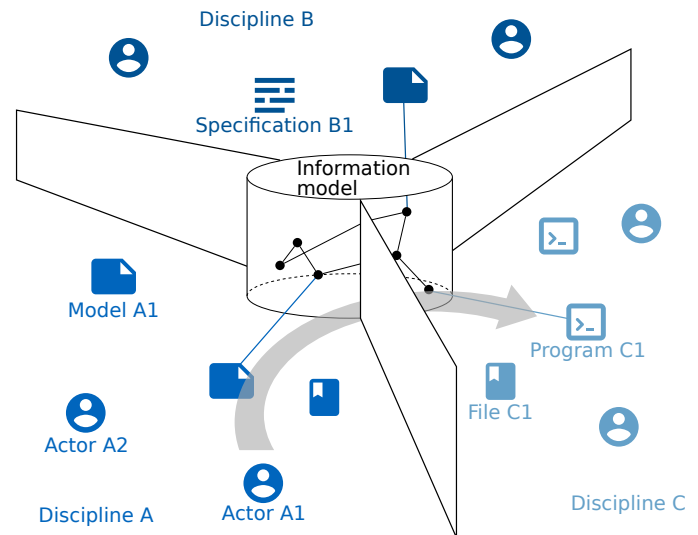 Discipline B
Specification B1
Information
model
Model A1
Program C1
File C1
Actor A2
Discipline A
Actor A1
Discipline C